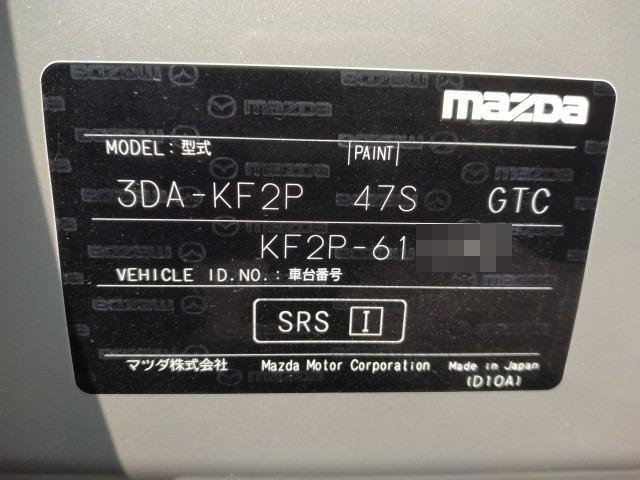 mazda
MODEL: 型式 PAINT
3DA-KF2P 47S GTC
KF2P-61
VEHICLE ID.NO.: 車台番号
SRS I
マツダ株式会社 Mazda Motor Corporation Made in Japan
(D10A)